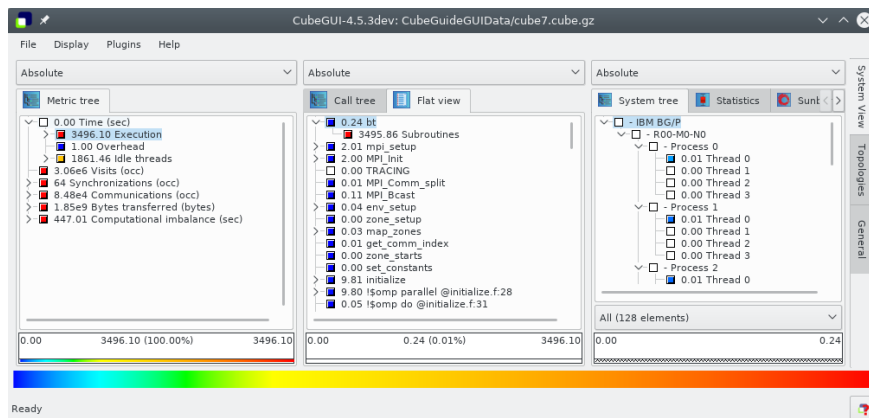 CubeGUI-4.5.3dev: CubeGuideGUIData/cube7.cube.gz
File Display Plugins Help
Absolute
Metric tree
0.00 Time (sec)
3496.10 Execution
1.00 Overhead
1861.46 Idle threads
3.06e6 Visits (occ)
64 Synchronizations (occ)
8.48e4 Communications (occ)
1.85e9 Bytes transferred (bytes)
447.01 Computational imbalance (sec)
0.00 3496.10 (100.00%) 3496.10
Absolute
Call tree Flat view
0.24 bt
3495.86 Subroutines
2.01 mpi_setup
2.00 MPI_Init
0.00 TRACING
0.01 MPI_Comm_split
0.11 MPI_Bcast
0.04 env_setup
0.00 zone_setup
0.03 map_zones
0.01 get_comm_index
0.00 zone_starts
0.00 set_constants
9.81 initialize
9.80 !$omp parallel @initialize.f:28
0.05 !$omp do @initialize.f:31
0.00 0.24 (0.01%) 3496.10
Absolute
System tree Statistics Sunb
- IBM BG/P
- R00-M0-N0
- Process 0
0.01 Thread 0
0.00 Thread 1
0.00 Thread 2
0.00 Thread 3
- Process 1
0.01 Thread 0
0.00 Thread 1
0.00 Thread 2
0.00 Thread 3
- Process 2
0.01 Thread 0
All (128 elements)
0.00 0.24
System View
Topologies
General
Ready